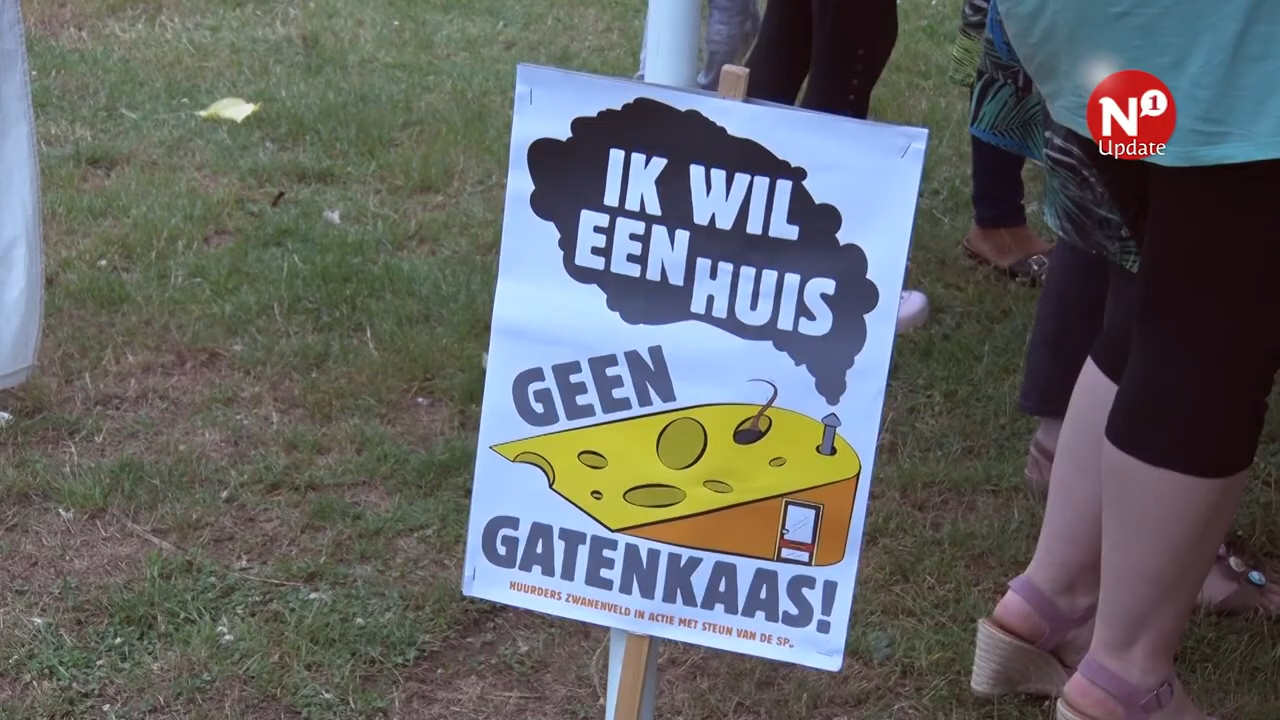 N1
Update
IK WIL
EEN HUIS
GEEN
GATENKAAS!
HUURDERS ZWANENVELD IN ACTIE MET STEUN VAN DE SP.